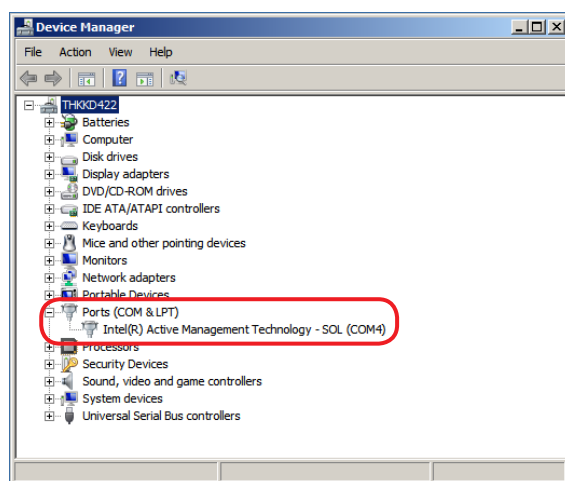 Device Manager
File Action View Help
THKKD422
Batteries
Computer
Disk drives
Display adapters
DVD/CD-ROM drives
IDE ATA/ATAPI controllers
Keyboards
Mice and other pointing devices
Monitors
Network adapters
Portable Devices
Ports (COM & LPT)
Intel(R) Active Management Technology - SOL (COM4)
Processors
Security Devices
Sound, video and game controllers
System devices
Universal Serial Bus controllers